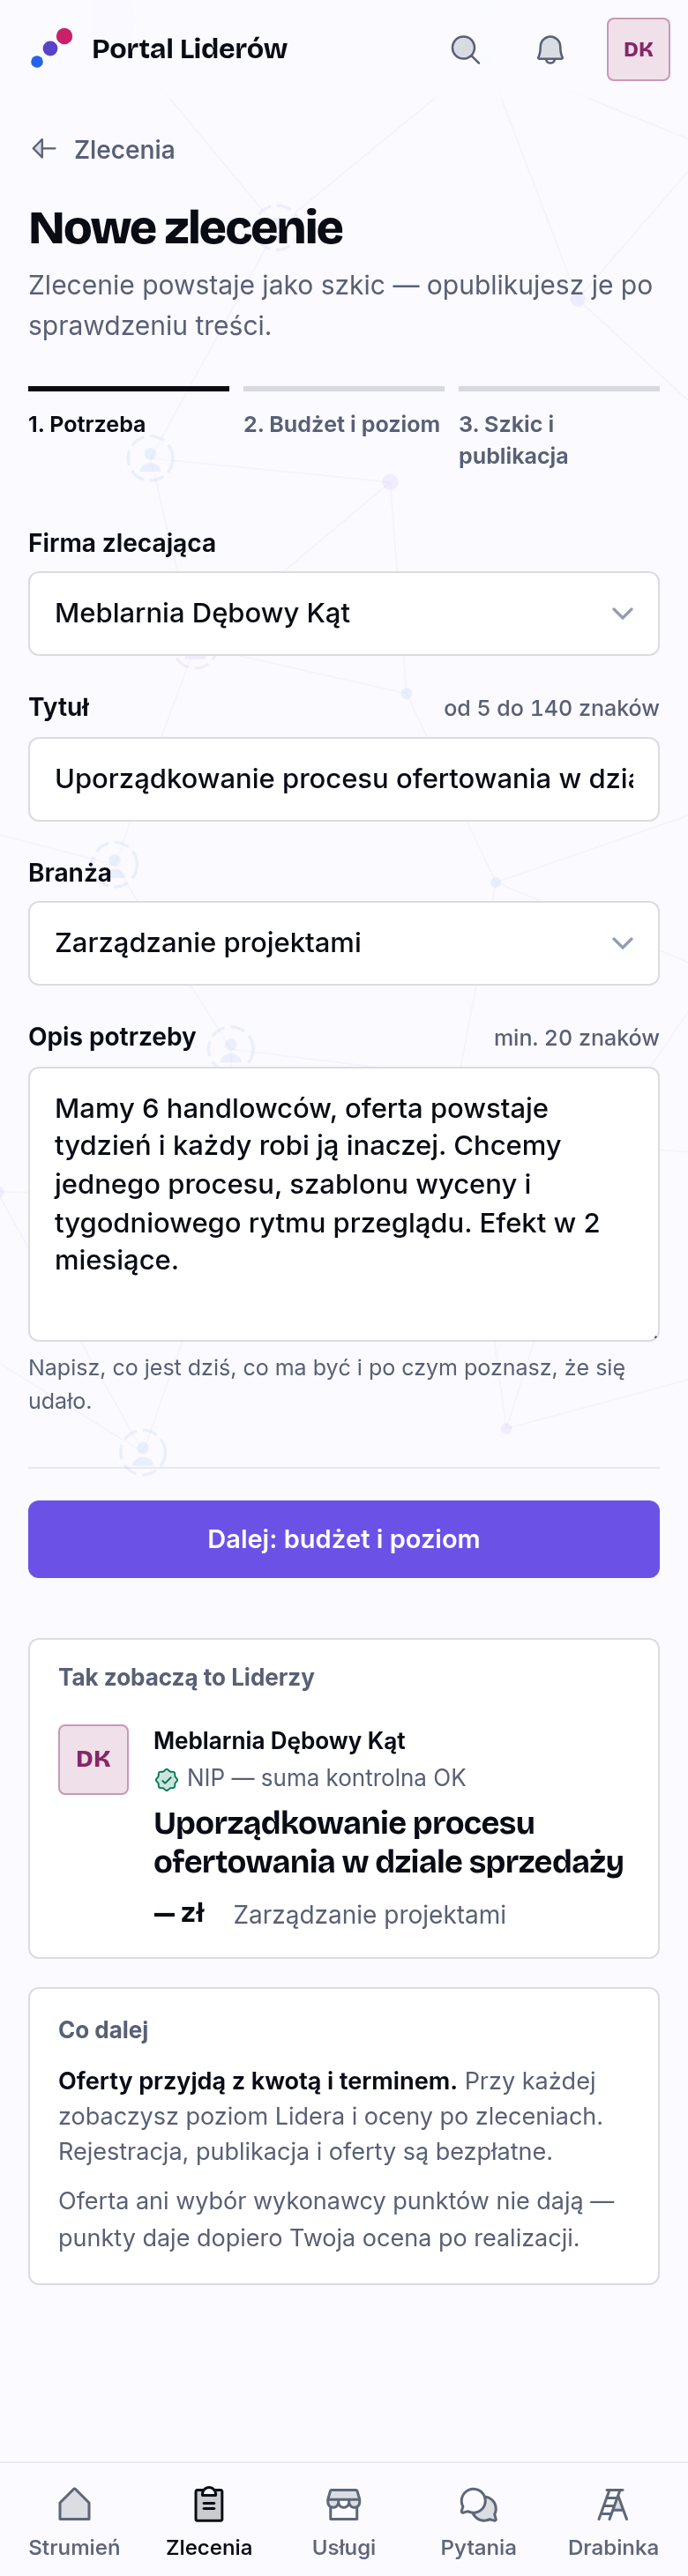 Portal Liderów
DK
Zlecenia
Nowe zlecenie
Zlecenie powstaje jako szkic — opublikujesz je po
sprawdzeniu treści.
1. Potrzeba
2. Budżet i poziom
3. Szkic i
publikacja
Firma zlecająca
Meblarnia Dębowy Kąt
Tytuł
od 5 do 140 znaków
Uporządkowanie procesu ofertowania w dzia
Branża
Zarządzanie projektami
Opis potrzeby
min. 20 znaków
Mamy 6 handlowców, oferta powstaje
tydzień i każdy robi ją inaczej. Chcemy
jednego procesu, szablonu wyceny i
tygodniowego rytmu przeglądu. Efekt w 2
miesiące.
Napisz, co jest dziś, co ma być i po czym poznasz, że się
udało.
Dalej: budżet i poziom
Tak zobaczą to Liderzy
DK
Meblarnia Dębowy Kąt
NIP — suma kontrolna OK
Uporządkowanie procesu
ofertowania w dziale sprzedaży
— zł
Zarządzanie projektami
Co dalej
Oferty przyjdą z kwotą i terminem. Przy każdej
zobaczysz poziom Lidera i oceny po zleceniach.
Rejestracja, publikacja i oferty są bezpłatne.
Oferta ani wybór wykonawcy punktów nie dają —
punkty daje dopiero Twoja ocena po realizacji.
Strumień
Zlecenia
Usługi
Pytania
Drabinka